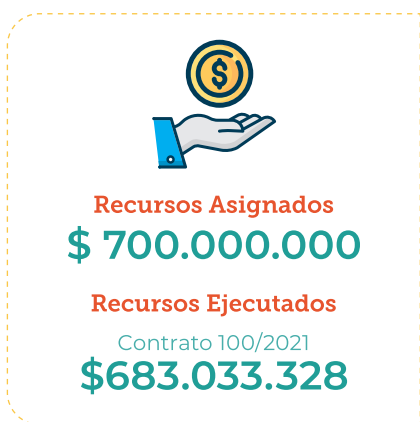 $
Recursos Asignados
$ 700.000.000
Recursos Ejecutados
Contrato 100/2021
$683.033.328